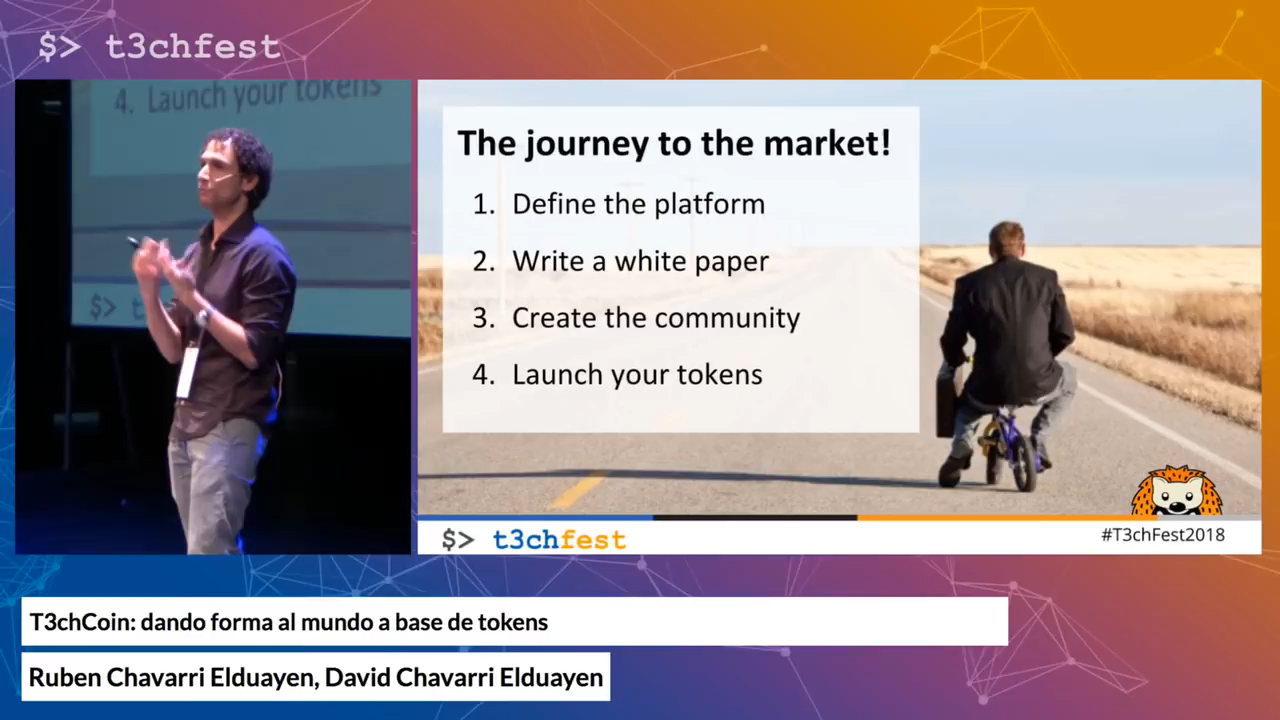 $> t3chfest
4. Launch your tokens
$> t
The journey to the market!
1. Define the platform
2. Write a white paper
3. Create the community
4. Launch your tokens
$> t3chfest
#T3chFest2018
T3chCoin: dando forma al mundo a base de tokens
Ruben Chavarri Elduayen, David Chavarri Elduayen